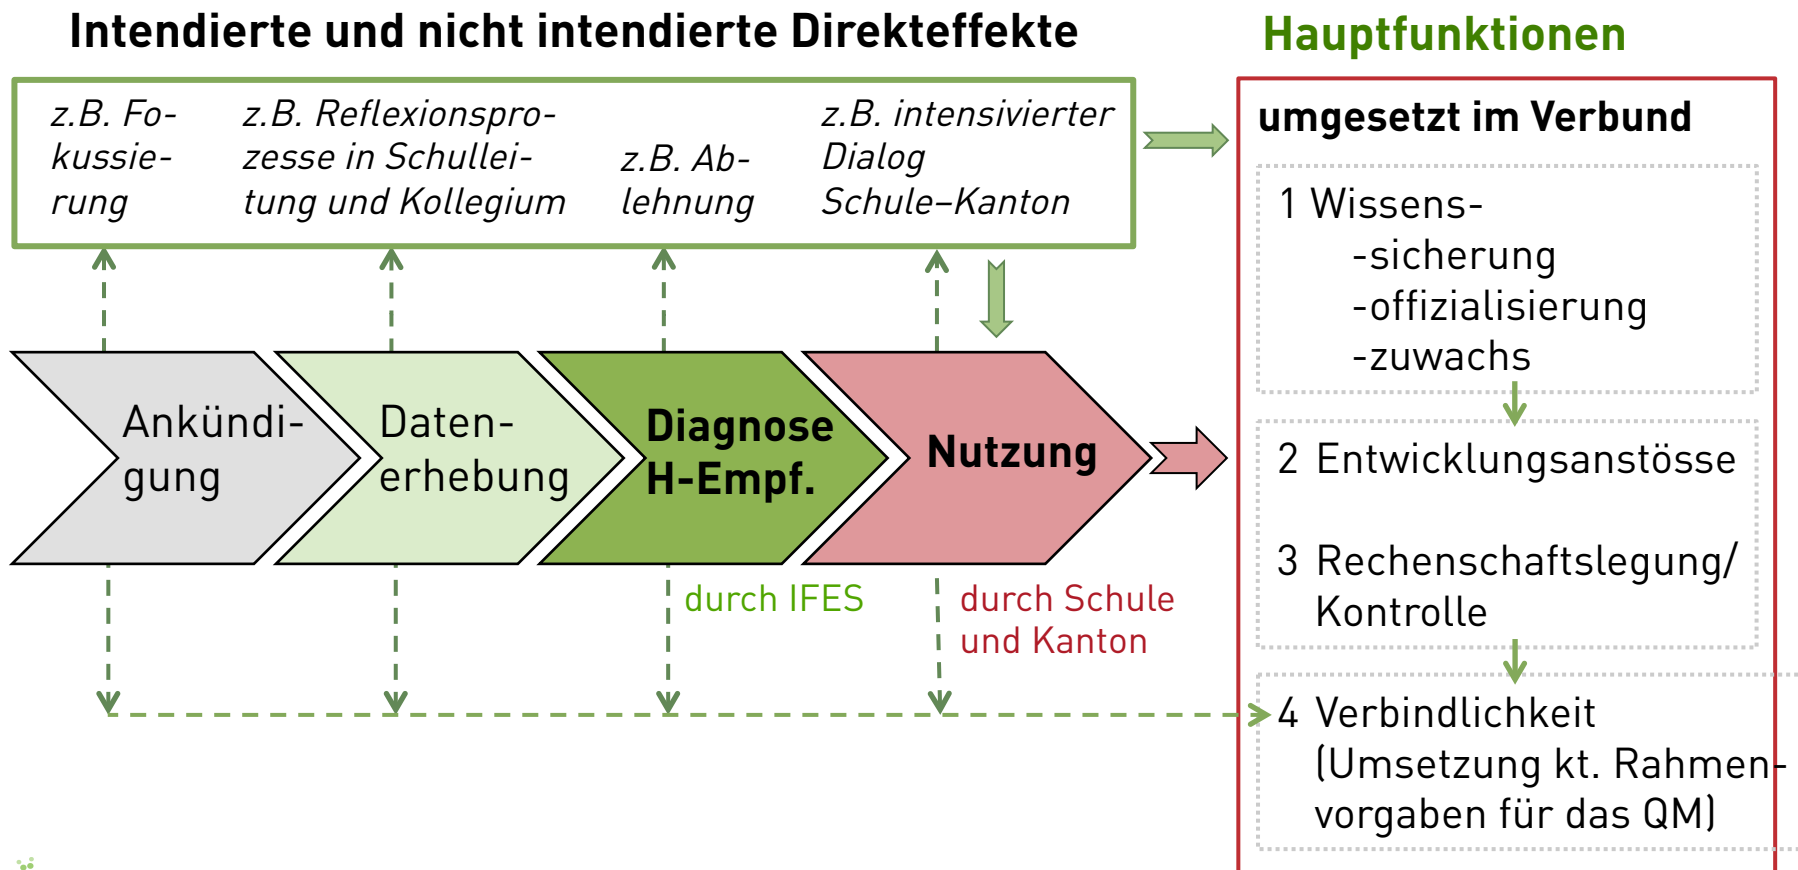 Intendierte und nicht intendierte Direkteffekte
Hauptfunktionen
z.B. Fo-
kussie-
rung
z.B. Reflexionspro-
zesse in Schullei-
tung und Kollegium
z.B. Ab-
lehnung
z.B. intensivierter
Dialog
Schule–Kanton
Ankündi-
gung
Daten-
erhebung
Diagnose
H-Empf.
Nutzung
durch IFES
durch Schule
und Kanton
umgesetzt im Verbund
1 Wissens-
-sicherung
-offizialisierung
-zuwachs
2 Entwicklungsanstösse
3 Rechenschaftslegung/
Kontrolle
4 Verbindlichkeit
(Umsetzung kt. Rahmen-
vorgaben für das QM)